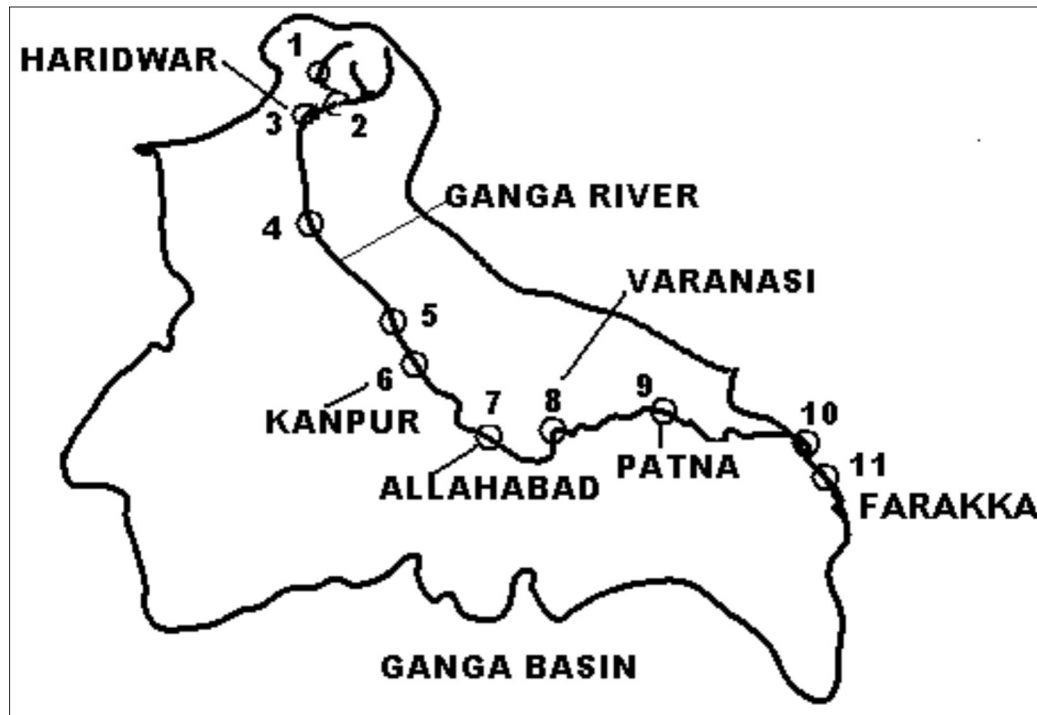 1
HARIDWAR
3
2
GANGA RIVER
4
VARANASI
5
6
KANPUR
7
8
9
10
ALLAHABAD
PATNA
11
FARAKKA
GANGA BASIN